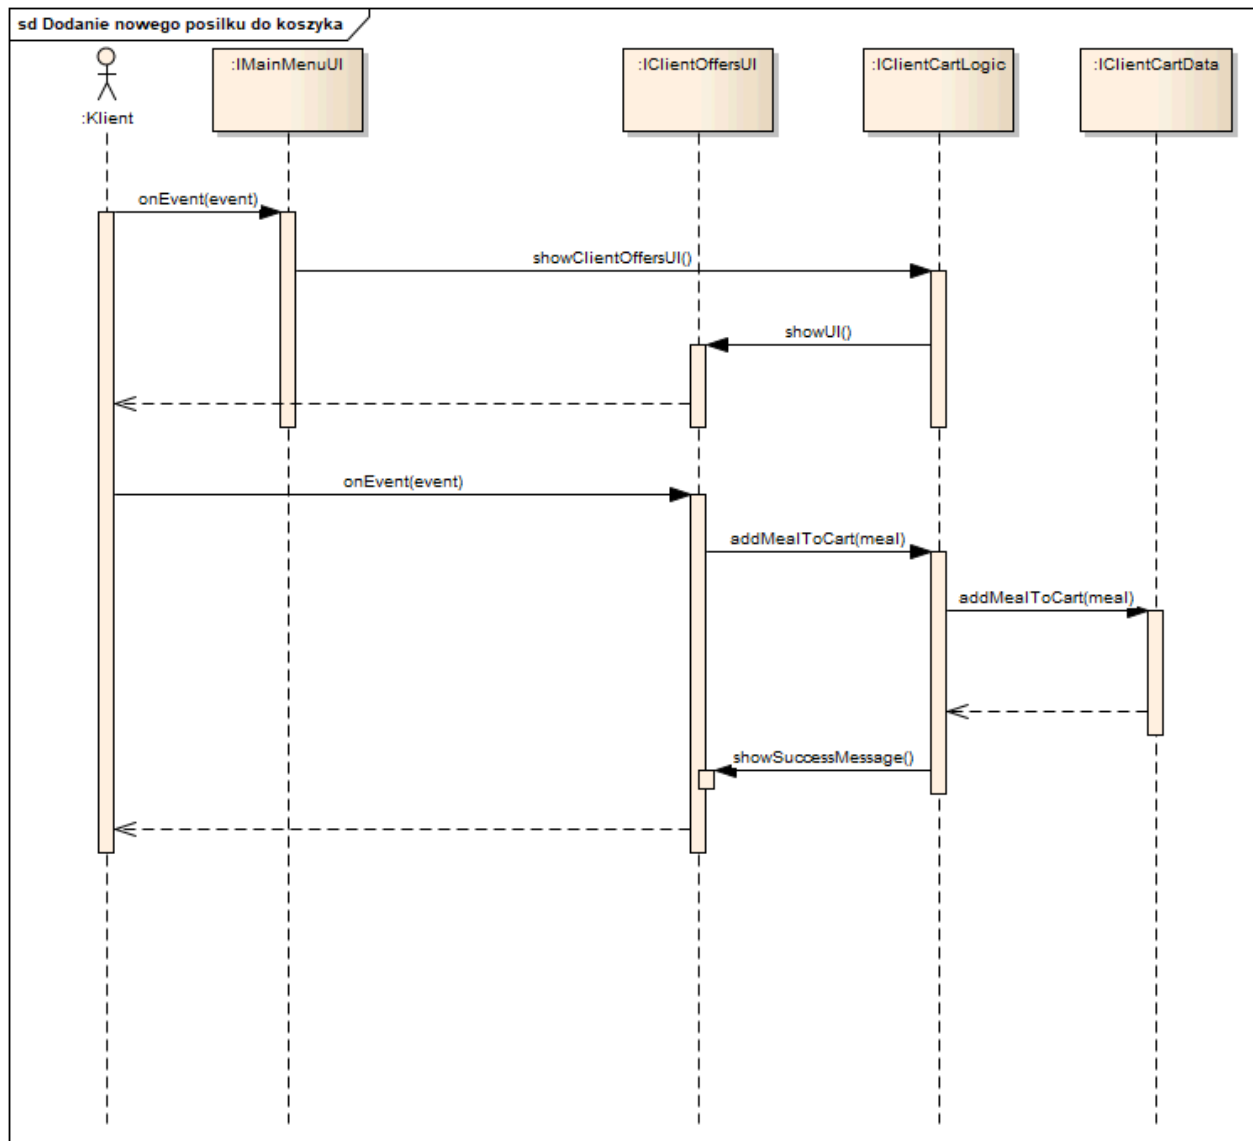 sd Dodanie nowego posilku do koszyka
:Klient
:IMainMenuUI
:IClientOffersUI
:IClientCartLogic
:IClientCartData
onEvent(event)
showClientOffersUI()
showUI()
onEvent(event)
addMealToCart(meal)
addMealToCart(meal)
showSuccessMessage()